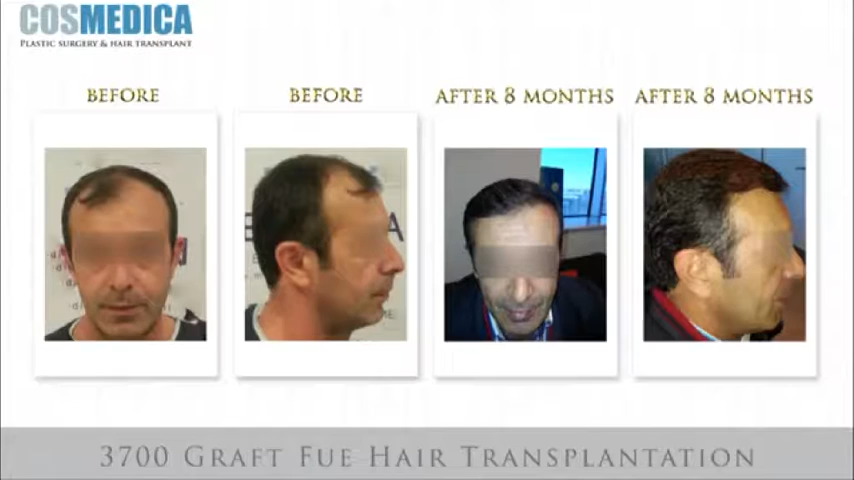 COSMEDICA
PLASTIC SURGERY & HAIR TRANSPLANT
BEFORE
BEFORE
AFTER 8 MONTHS
AFTER 8 MONTHS
3700 GRAFT FUE HAIR TRANSPLANTATION